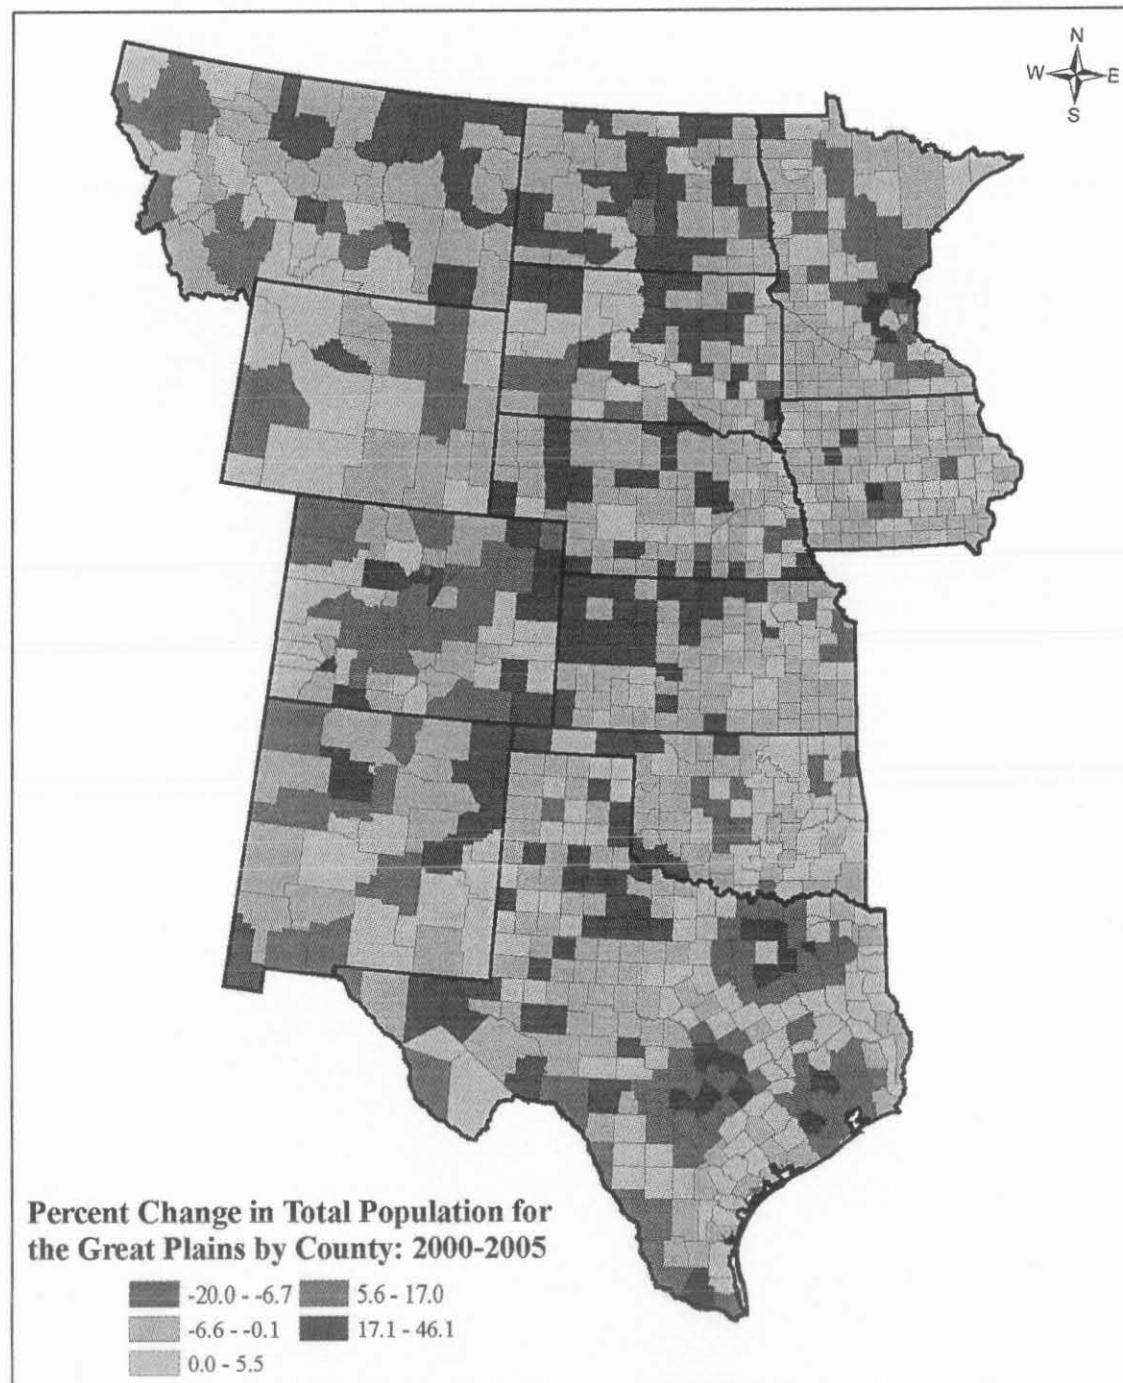 N
W E
S
Percent Change in Total Population for
the Great Plains by County: 2000-2005
-20.0 - -6.7 5.6 - 17.0
-6.6 - -0.1 17.1 - 46.1
0.0 - 5.5